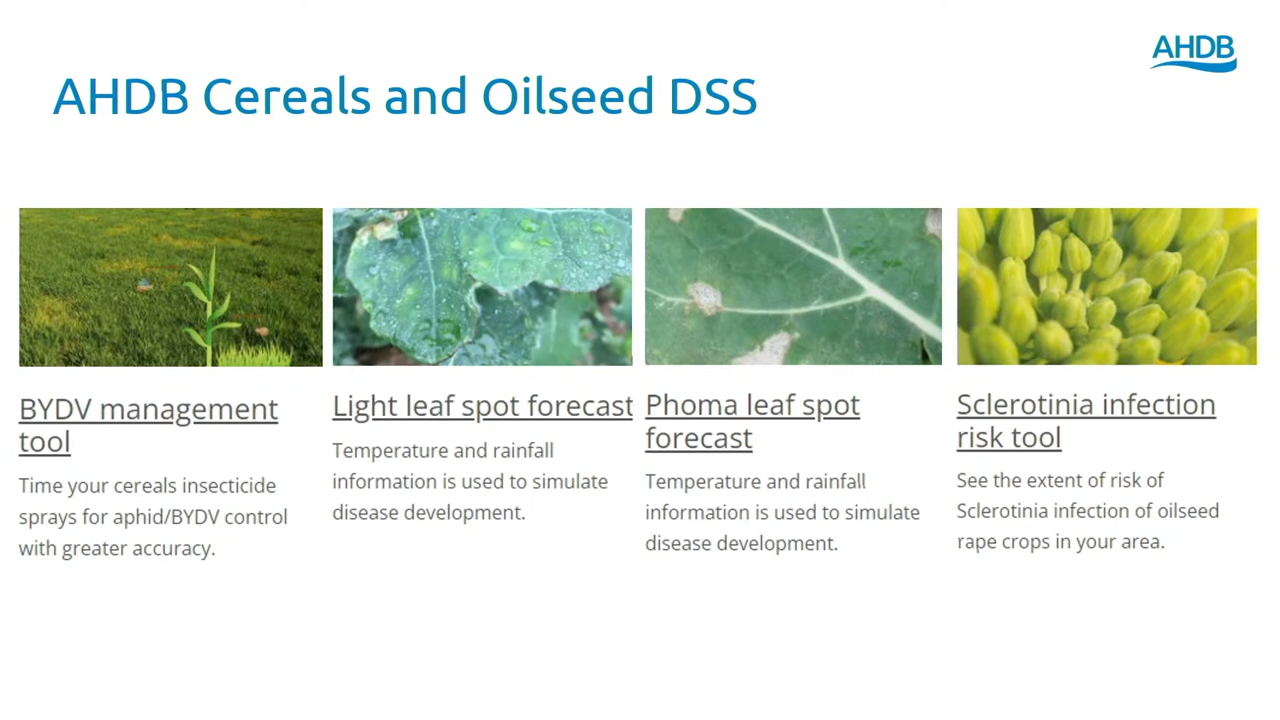 AHDB
AHDB Cereals and Oilseed DSS
BYDV management
tool
Time your cereals insecticide
sprays for aphid/BYDV control
with greater accuracy.
Light leaf spot forecast
Temperature and rainfall
information is used to simulate
disease development.
Phoma leaf spot
forecast
Temperature and rainfall
information is used to simulate
disease development.
Sclerotinia infection
risk tool
See the extent of risk of
Sclerotinia infection of oilseed
rape crops in your area.